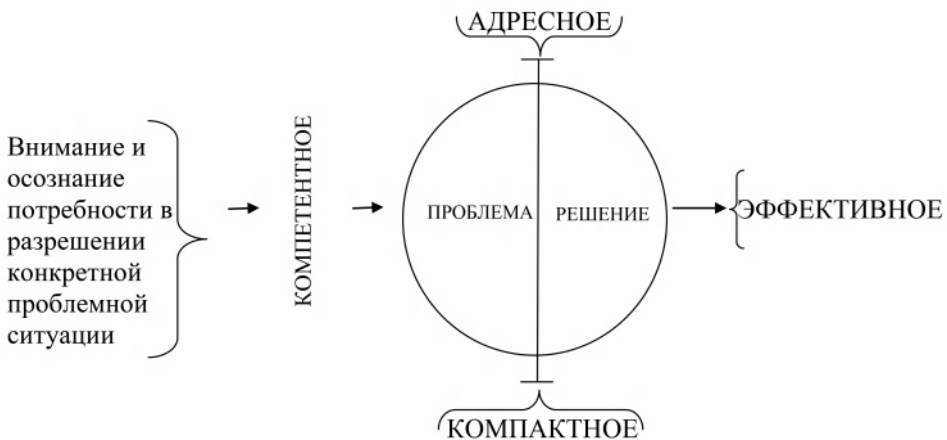 АДРЕСНОЕ
Внимание и
осознание
потребности в
разрешении
конкретной
проблемной
ситуации
КОМПЕТЕНТНОЕ
ПРОБЛЕМА
РЕШЕНИЕ
ЭФФЕКТИВНОЕ
КОМПАКТНОЕ